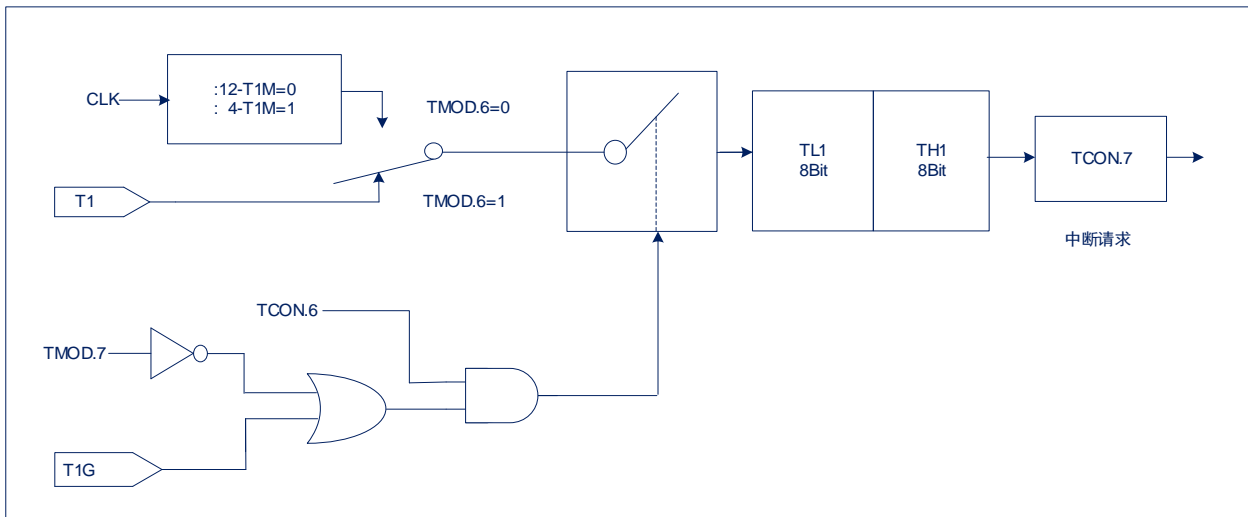 CLK
:12-T1M=0
: 4-T1M=1
TMOD.6=0
T1
TMOD.6=1
TL1
8Bit
TH1
8Bit
TCON.7
中断请求
TCON.6
TMOD.7
T1G